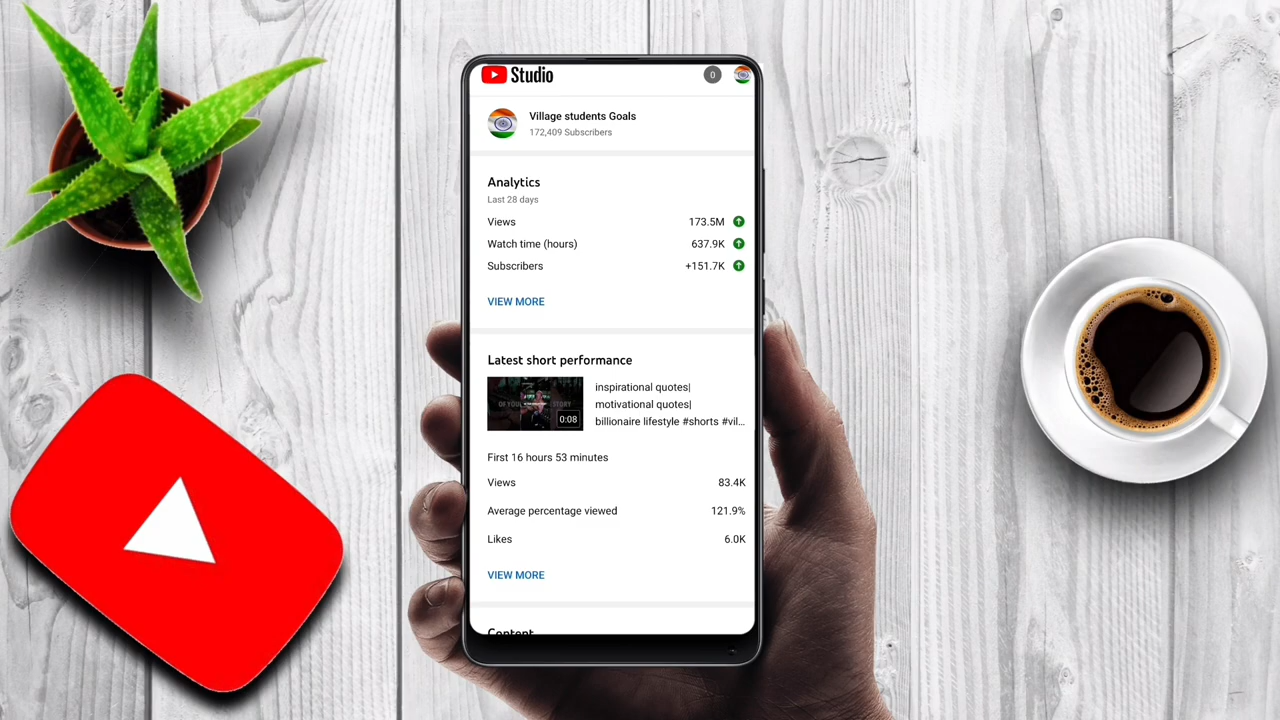 Studio
0
Village students Goals
172,409 Subscribers
Analytics
Last 28 days
Views 173.5M
Watch time (hours) 637.9K
Subscribers +151.7K
VIEW MORE
Latest short performance
OF YOUR STORY
0:08
inspirational quotes|
motivational quotes|
billionaire lifestyle #shorts #vil...
First 16 hours 53 minutes
Views 83.4K
Average percentage viewed 121.9%
Likes 6.0K
VIEW MORE
Content